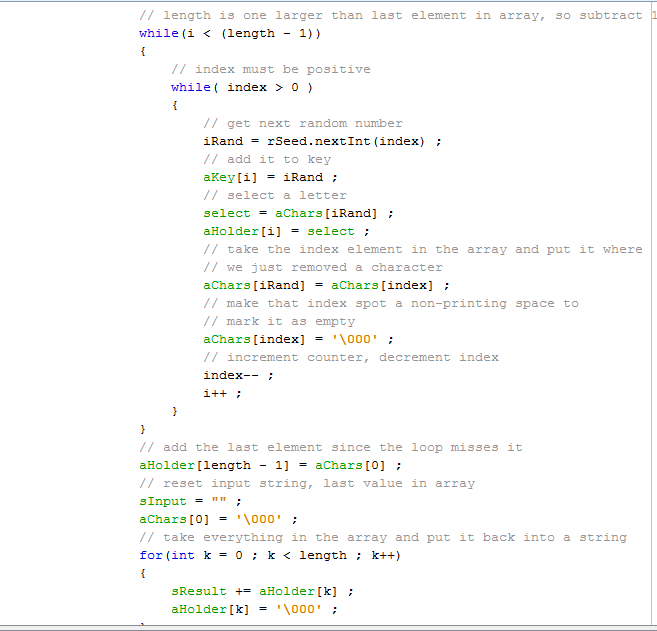 // length is one larger than last element in array, so subtract 1
while(i < (length - 1))
{
// index must be positive
while( index > 0 )
{
// get next random number
iRand = rSeed.nextInt(index) ;
// add it to key
aKey[i] = iRand ;
// select a letter
select = aChars[iRand] ;
aHolder[i] = select ;
// take the index element in the array and put it where
// we just removed a character
aChars[iRand] = aChars[index] ;
// make that index spot a non-printing space to
// mark it as empty
aChars[index] = '\000' ;
// increment counter, decrement index
index-- ;
i++ ;
}
}
// add the last element since the loop misses it
aHolder[length - 1] = aChars[0] ;
// reset input string, last value in array
sInput = "" ;
aChars[0] = '\000' ;
// take everything in the array and put it back into a string
for(int k = 0 ; k < length ; k++)
{
sResult += aHolder[k] ;
aHolder[k] = '\000' ;